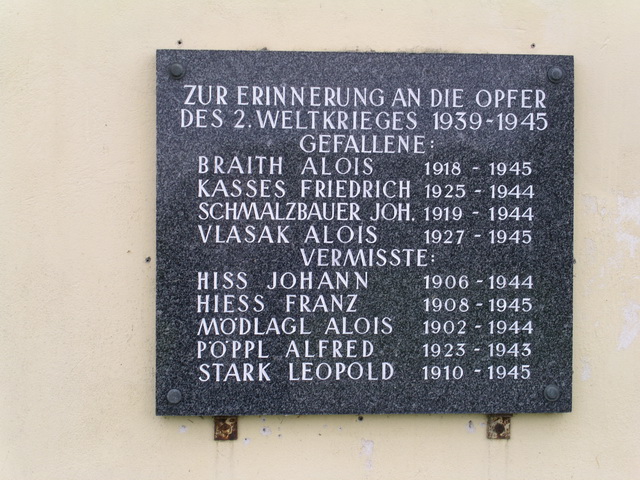 ZUR ERINNERUNG AN DIE OPFER
DES 2. WELTKRIEGES 1939-1945
GEFALLENE:
BRAITH ALOIS 1918 - 1945
KASSES FRIEDRICH 1925 - 1944
SCHMALZBAUER JOH. 1919 - 1944
VLASAK ALOIS 1927 - 1945
VERMISSTE:
HISS JOHANN 1906 - 1944
HIESS FRANZ 1908 - 1945
MÖDLAGL ALOIS 1902 - 1944
PÖPPL ALFRED 1923 - 1943
STARK LEOPOLD 1910 - 1945